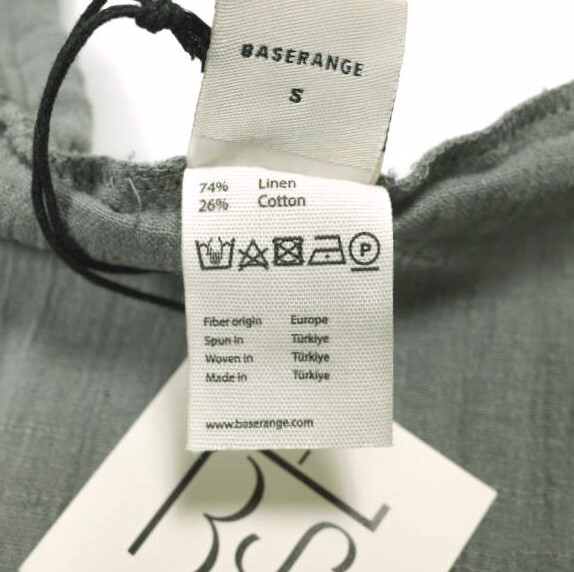 BASERANGE
S
74% Linen
26% Cotton
P
Fiber origin Europe
Spun in Türkiye
Woven in Türkiye
Made in Türkiye
www.baserange.com